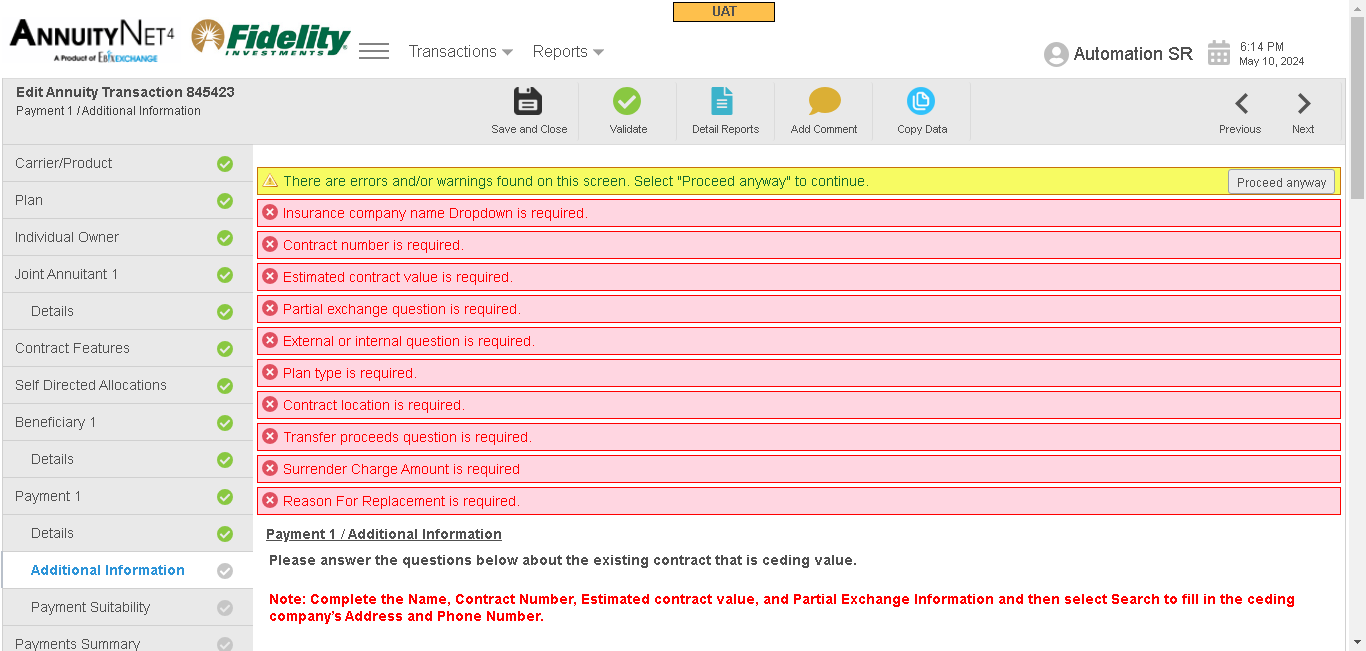 UAT
ANNUITYNET4
A Product of EBIXEXCHANGE
Fidelity
INVESTMENTS
Transactions
Reports
Automation SR
6:14 PM
May 10, 2024
Edit Annuity Transaction 845423
Payment 1 / Additional Information
Save and Close
Validate
Detail Reports
Add Comment
Copy Data
Previous
Next
Carrier/Product
Plan
Individual Owner
Joint Annuitant 1
Details
Contract Features
Self Directed Allocations
Beneficiary 1
Details
Payment 1
Details
Additional Information
Payment Suitability
Payments Summary
There are errors and/or warnings found on this screen. Select "Proceed anyway" to continue.
Proceed anyway
Insurance company name Dropdown is required.
Contract number is required.
Estimated contract value is required.
Partial exchange question is required.
External or internal question is required.
Plan type is required.
Contract location is required.
Transfer proceeds question is required.
Surrender Charge Amount is required
Reason For Replacement is required.
Payment 1 / Additional Information
Please answer the questions below about the existing contract that is ceding value.
Note: Complete the Name, Contract Number, Estimated contract value, and Partial Exchange Information and then select Search to fill in the ceding
company's Address and Phone Number.